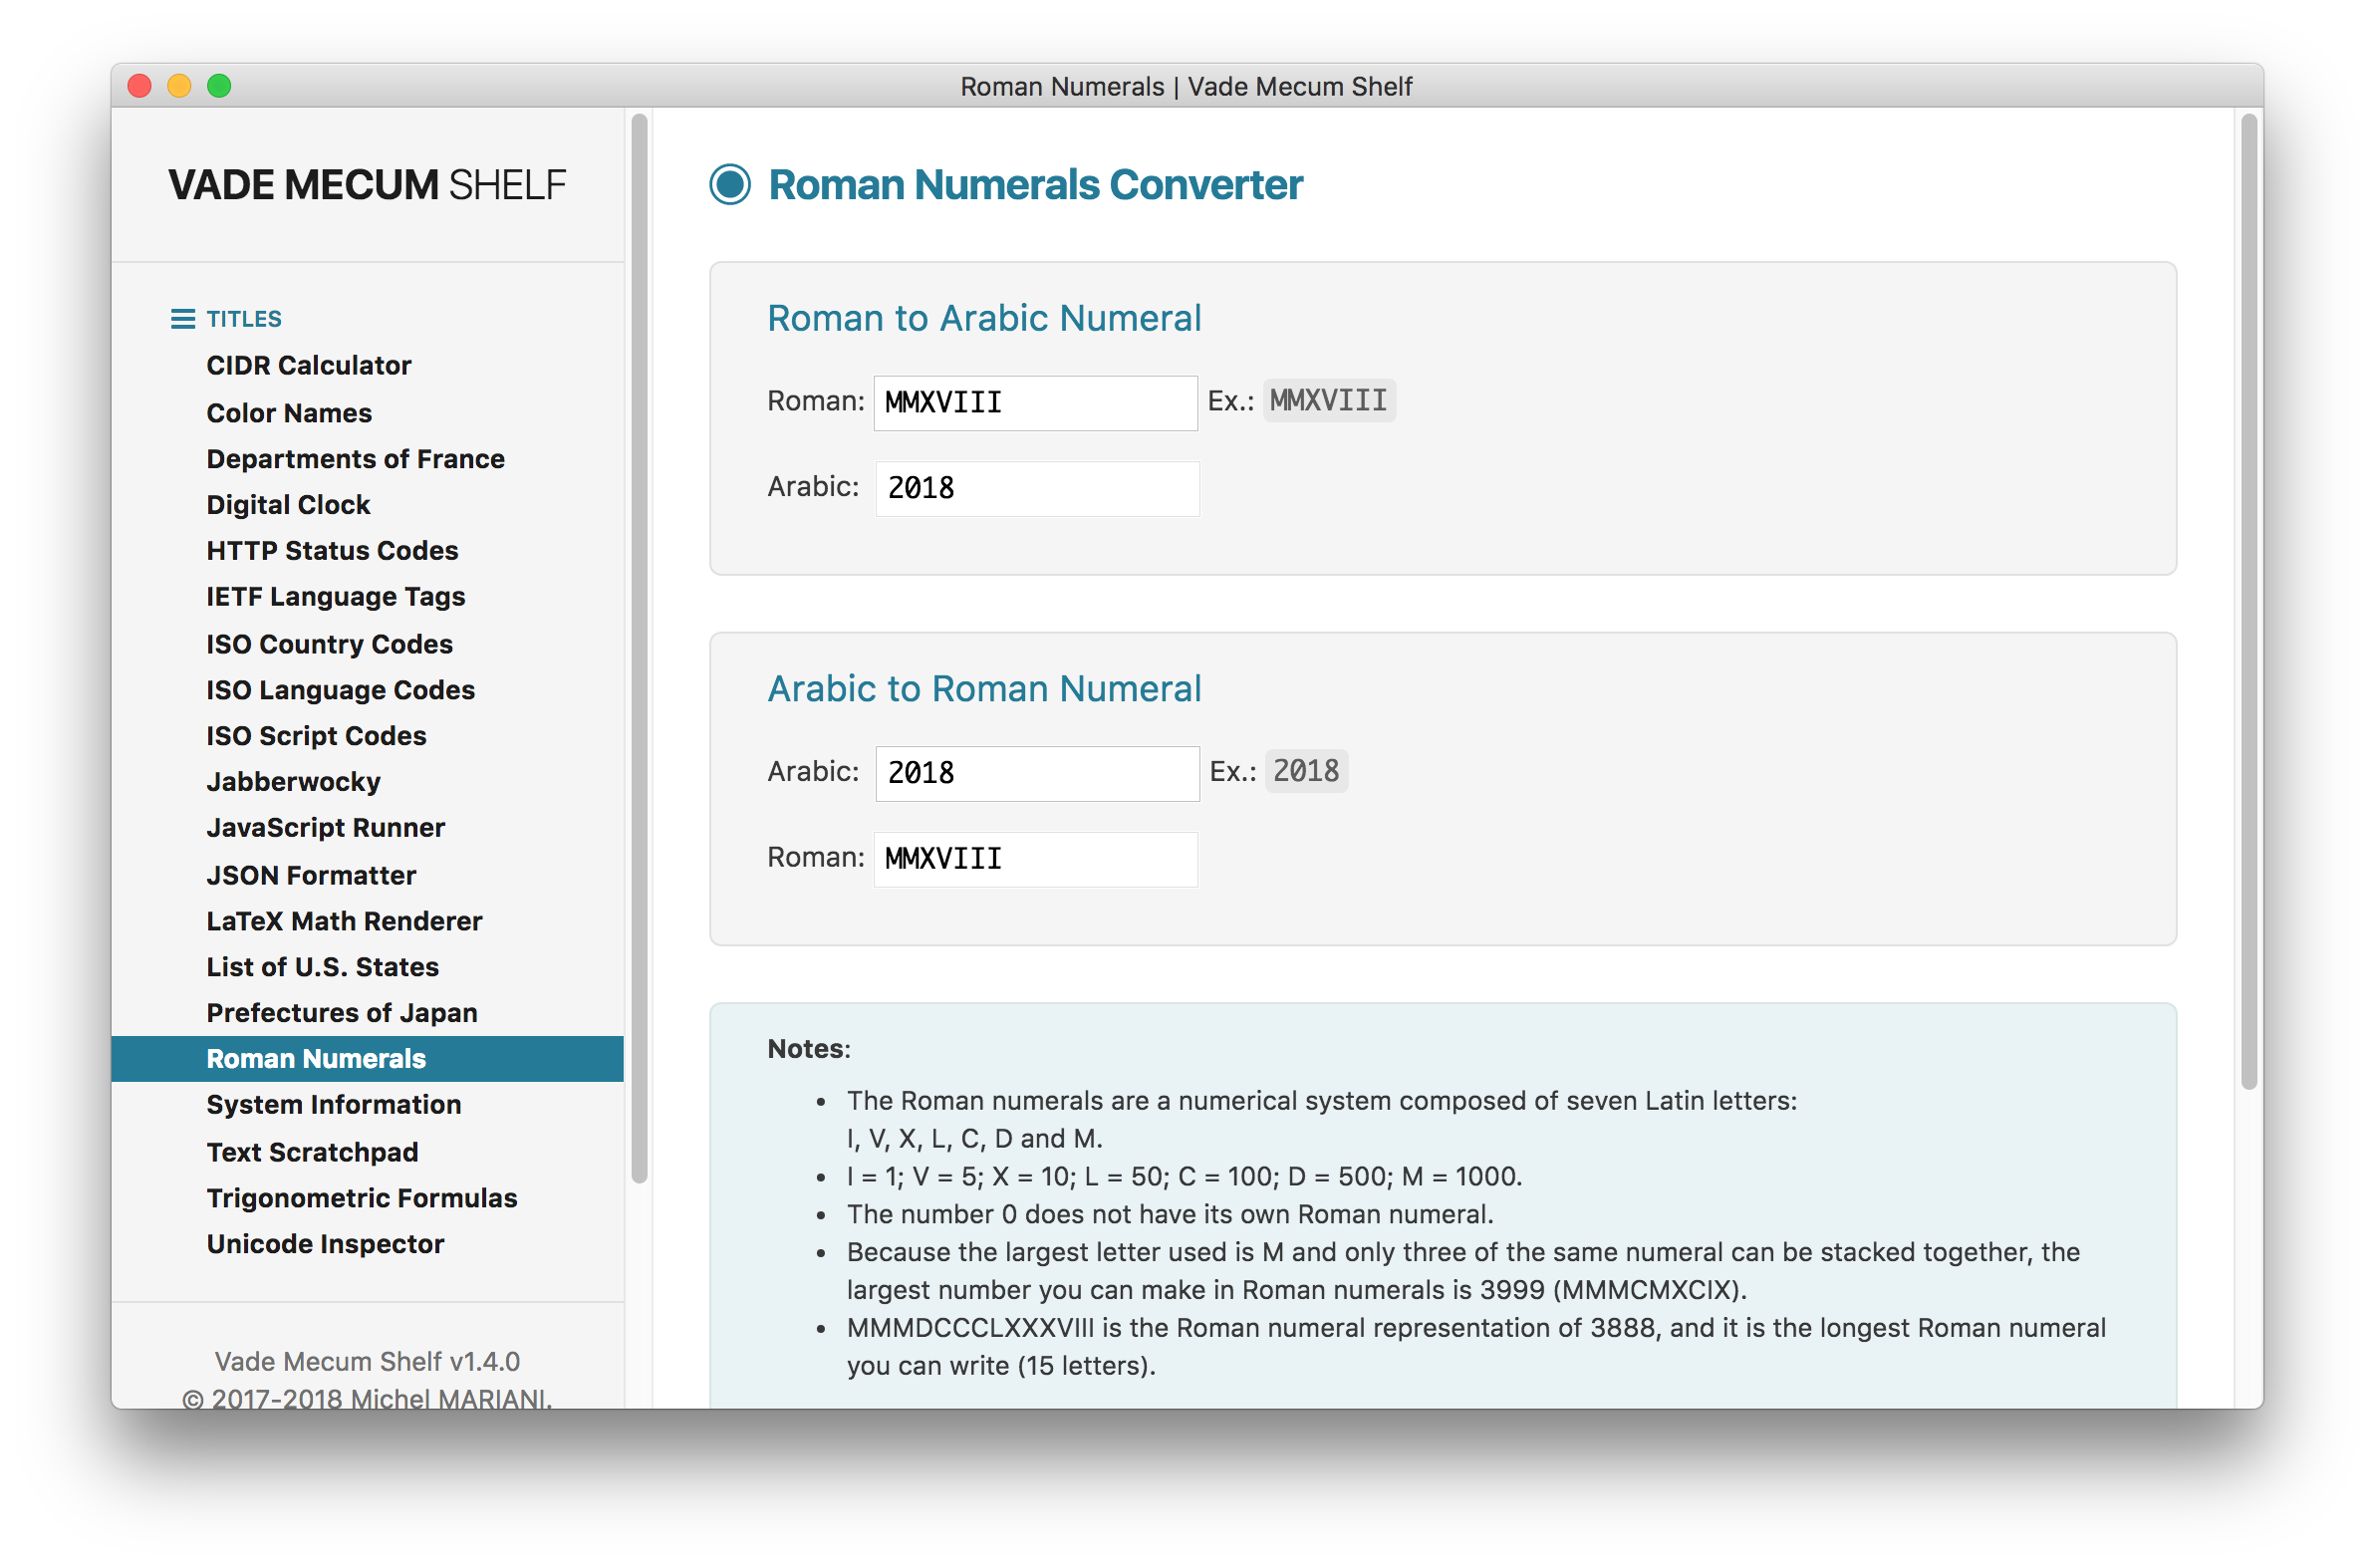 Roman Numerals | Vade Mecum Shelf
VADE MECUM SHELF
TITLES
CIDR Calculator
Color Names
Departments of France
Digital Clock
HTTP Status Codes
IETF Language Tags
ISO Country Codes
ISO Language Codes
ISO Script Codes
Jabberwocky
JavaScript Runner
JSON Formatter
LaTeX Math Renderer
List of U.S. States
Prefectures of Japan
Roman Numerals
System Information
Text Scratchpad
Trigonometric Formulas
Unicode Inspector
Vade Mecum Shelf v1.4.0
© 2017-2018 Michel MARIANI.
Roman Numerals Converter
Roman to Arabic Numeral
Roman: MMXVIII Ex.: MMXVIII
Arabic: 2018
Arabic to Roman Numeral
Arabic: 2018 Ex.: 2018
Roman: MMXVIII
Notes:
• The Roman numerals are a numerical system composed of seven Latin letters:
I, V, X, L, C, D and M.
• I = 1; V = 5; X = 10; L = 50; C = 100; D = 500; M = 1000.
• The number 0 does not have its own Roman numeral.
• Because the largest letter used is M and only three of the same numeral can be stacked together, the
largest number you can make in Roman numerals is 3999 (MMMCMXCIX).
• MMMDCCCLXXXVIII is the Roman numeral representation of 3888, and it is the longest Roman numeral
you can write (15 letters).